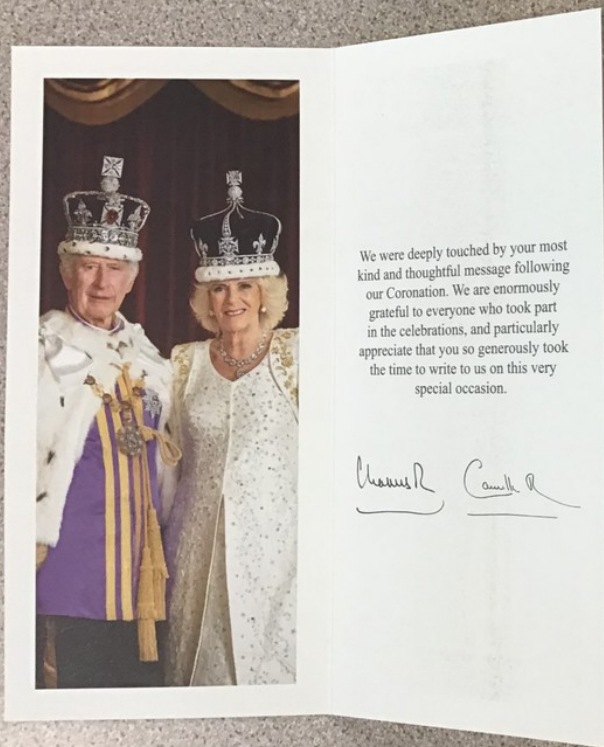 We were deeply touched by your most
kind and thoughtful message following
our Coronation. We are enormously
grateful to everyone who took part
in the celebrations, and particularly
appreciate that you so generously took
the time to write to us on this very
special occasion.
Charles R Camilla R